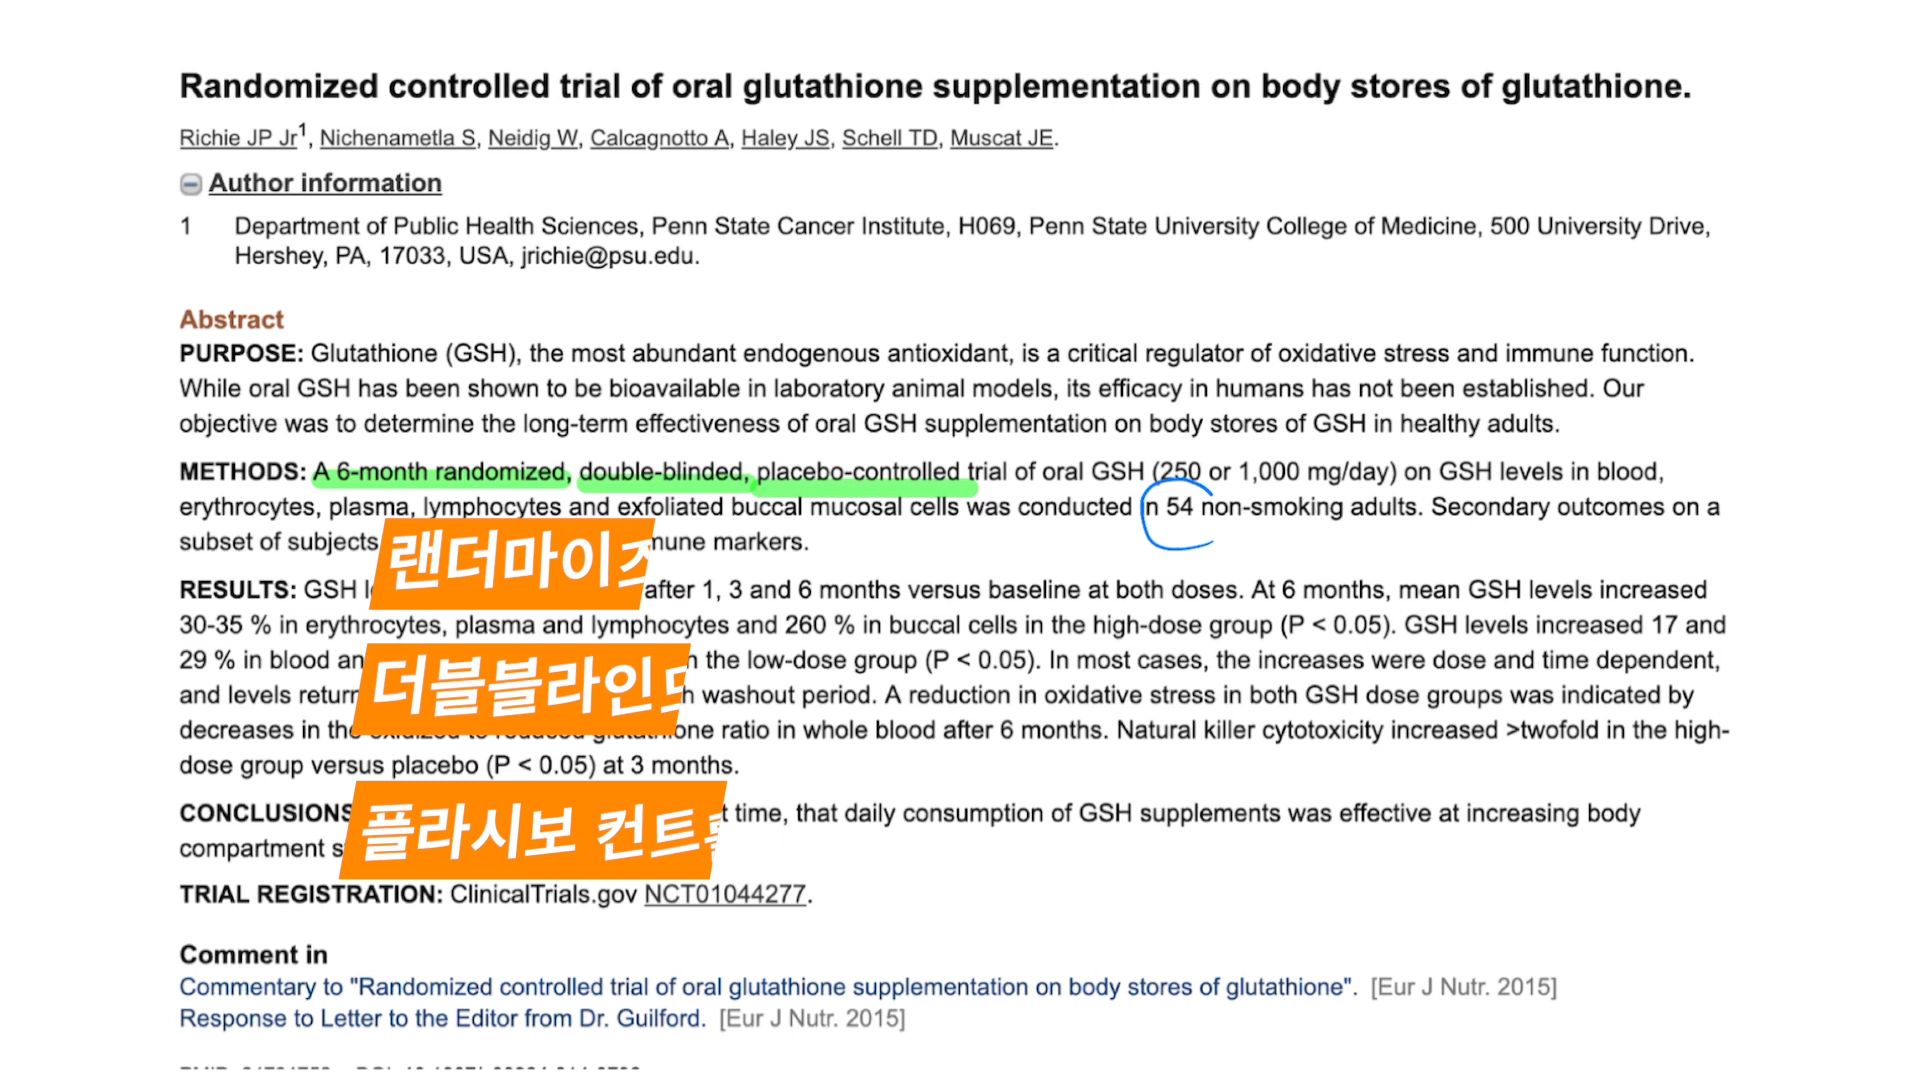 Randomized controlled trial of oral glutathione supplementation on body stores of glutathione.
Richie JP Jr1, Nichenametla S, Neidig W, Calcagnotto A, Haley JS, Schell TD, Muscat JE.
Author information
1 Department of Public Health Sciences, Penn State Cancer Institute, H069, Penn State University College of Medicine, 500 University Drive,
Hershey, PA, 17033, USA, jrichie@psu.edu.
Abstract
PURPOSE: Glutathione (GSH), the most abundant endogenous antioxidant, is a critical regulator of oxidative stress and immune function.
While oral GSH has been shown to be bioavailable in laboratory animal models, its efficacy in humans has not been established. Our
objective was to determine the long-term effectiveness of oral GSH supplementation on body stores of GSH in healthy adults.
METHODS: A 6-month randomized, double-blinded, placebo-controlled trial of oral GSH (250 or 1,000 mg/day) on GSH levels in blood,
erythrocytes, plasma, lymphocytes and exfoliated buccal mucosal cells was conducted in 54 non-smoking adults. Secondary outcomes on a
subset of subjects markers.
랜더마이즈
RESULTS: GSH after 1, 3 and 6 months versus baseline at both doses. At 6 months, mean GSH levels increased
30-35 % in erythrocytes, plasma and lymphocytes and 260 % in buccal cells in the high-dose group (P < 0.05). GSH levels increased 17 and
29 % in blood the low-dose group (P < 0.05). In most cases, the increases were dose and time dependent,
더블블라인드
and levels washout period. A reduction in oxidative stress in both GSH dose groups was indicated by
decreases in the ratio in whole blood after 6 months. Natural killer cytotoxicity increased >twofold in the high-
dose group versus placebo (P < 0.05) at 3 months.
CONCLUSIONS time, that daily consumption of GSH supplements was effective at increasing body
플라시보 컨트
compartment
TRIAL REGISTRATION: ClinicalTrials.gov NCT01044277.
Comment in
Commentary to "Randomized controlled trial of oral glutathione supplementation on body stores of glutathione". [Eur J Nutr. 2015]
Response to Letter to the Editor from Dr. Guilford. [Eur J Nutr. 2015]